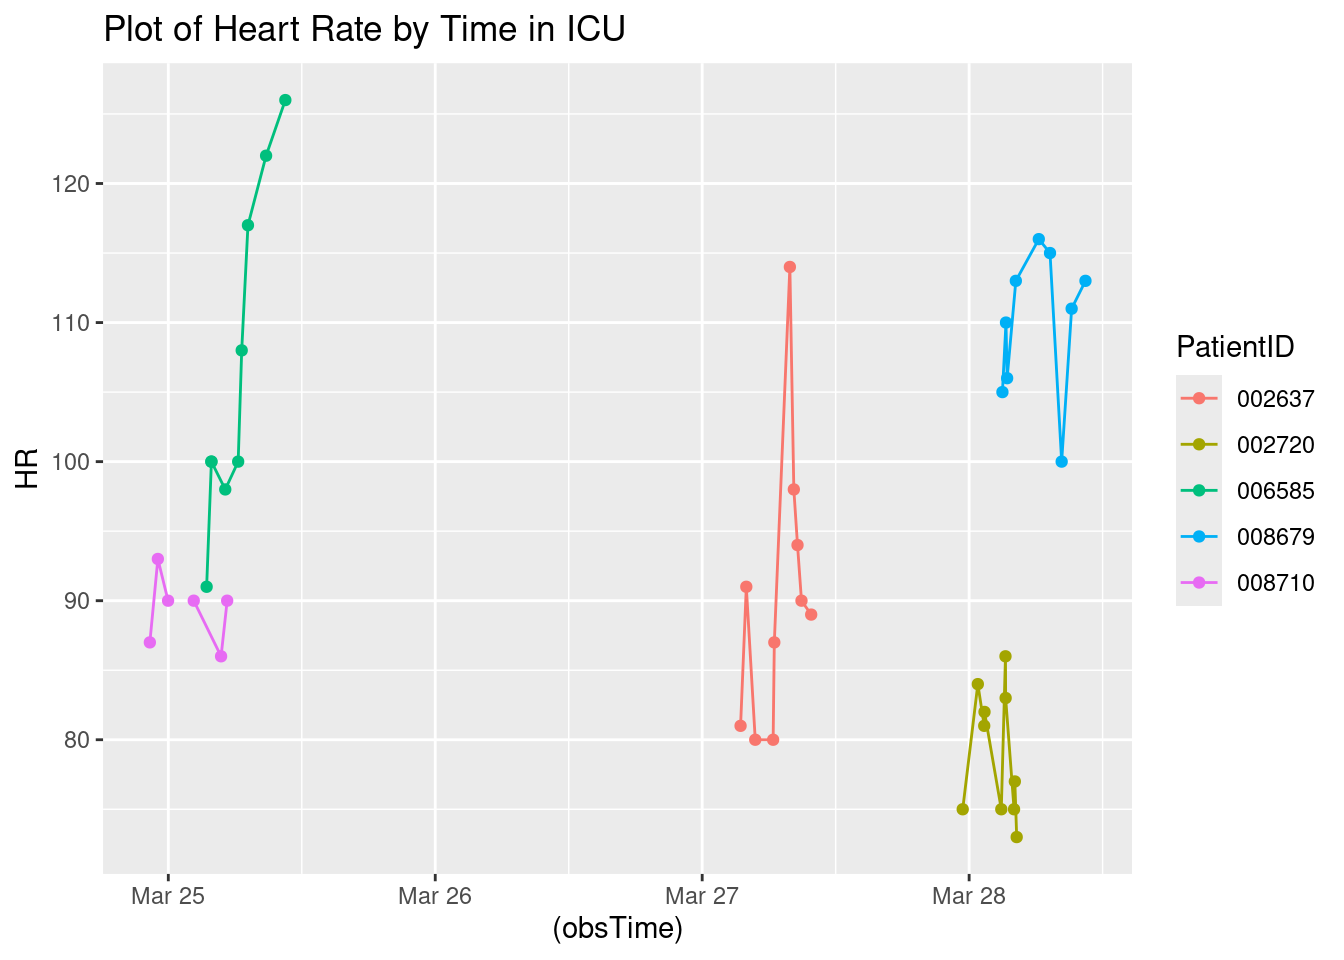 Plot of Heart Rate by Time in ICU
120
110
100
90
80
HR
Mar 25
Mar 26
Mar 27
Mar 28
(obsTime)
PatientID
002637
002720
006585
008679
008710